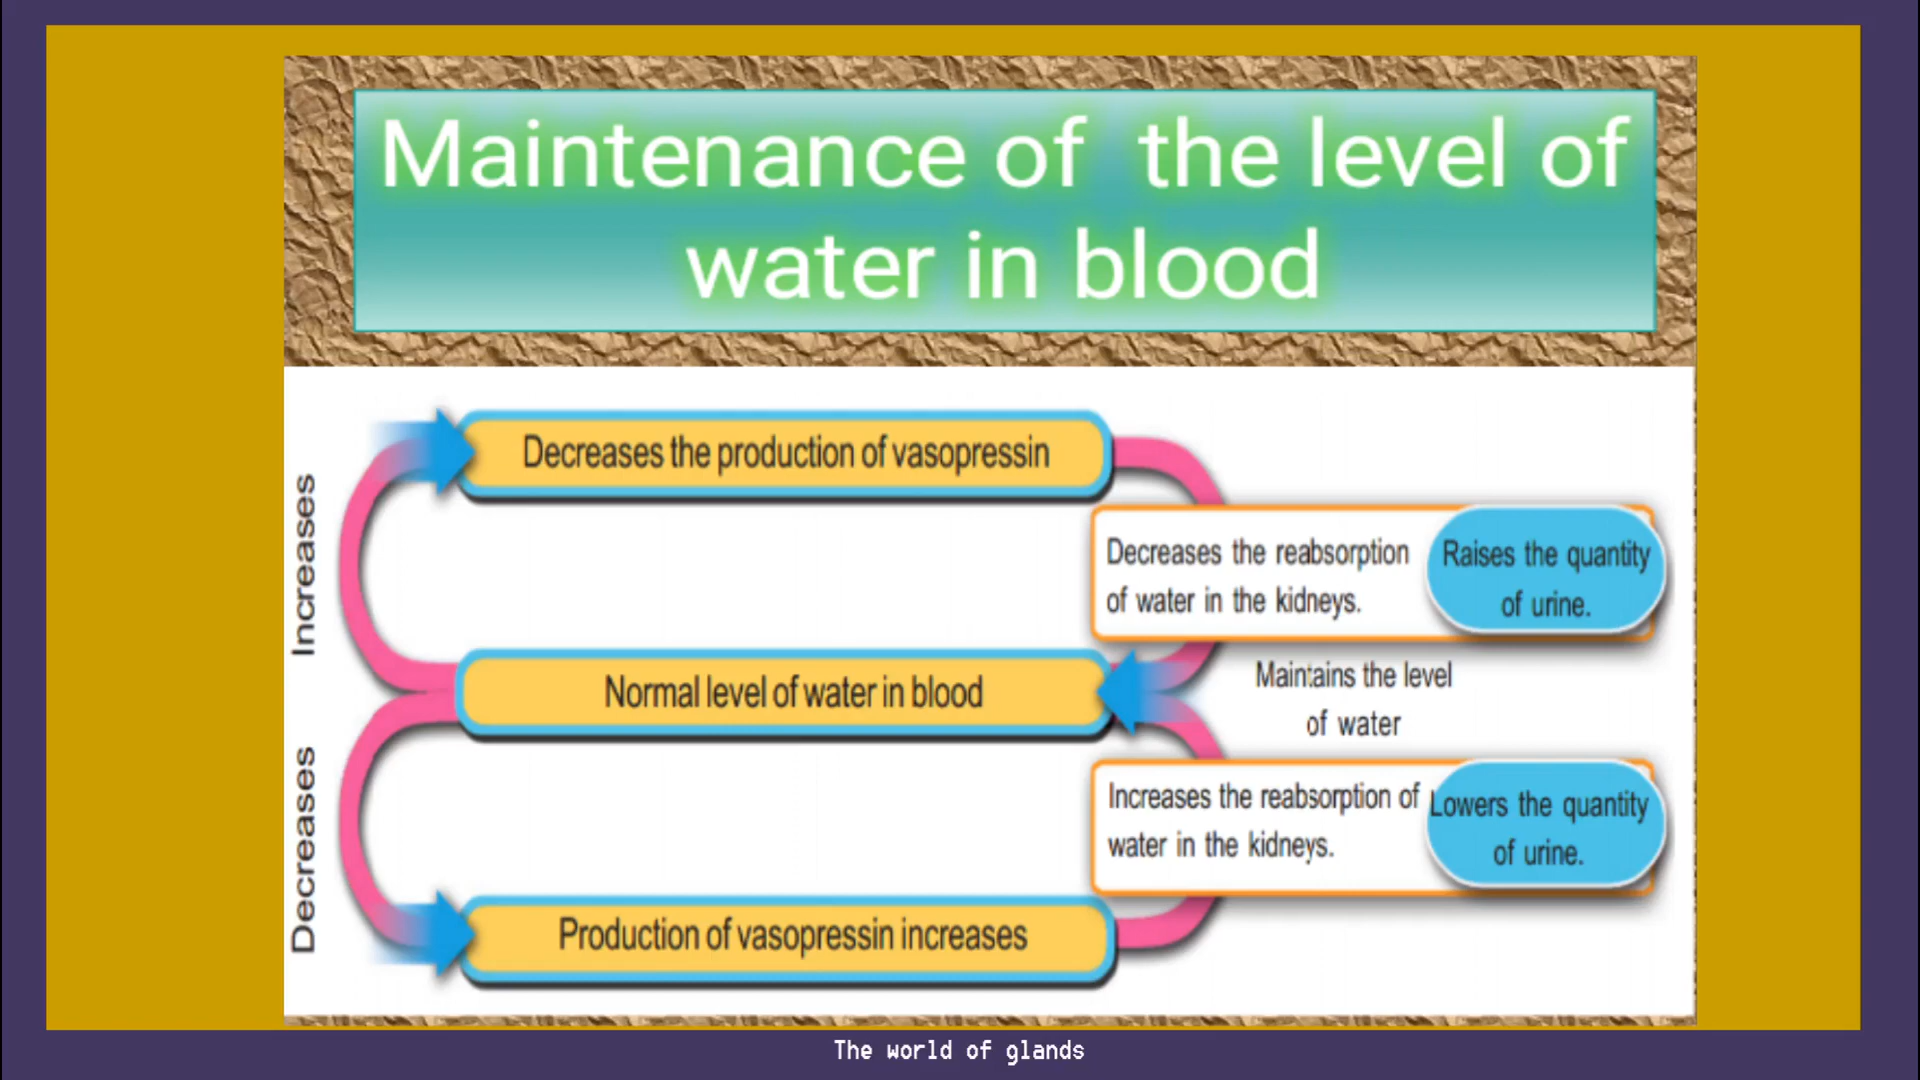 Maintenance of the level of
water in blood
Increases
Decreases the production of vasopressin
Decreases the reabsorption
of water in the kidneys.
Raises the quantity
of urine.
Normal level of water in blood
Maintains the level
of water
Decreases
Increases the reabsorption of
water in the kidneys.
Lowers the quantity
of urine.
Production of vasopressin increases
The world of glands